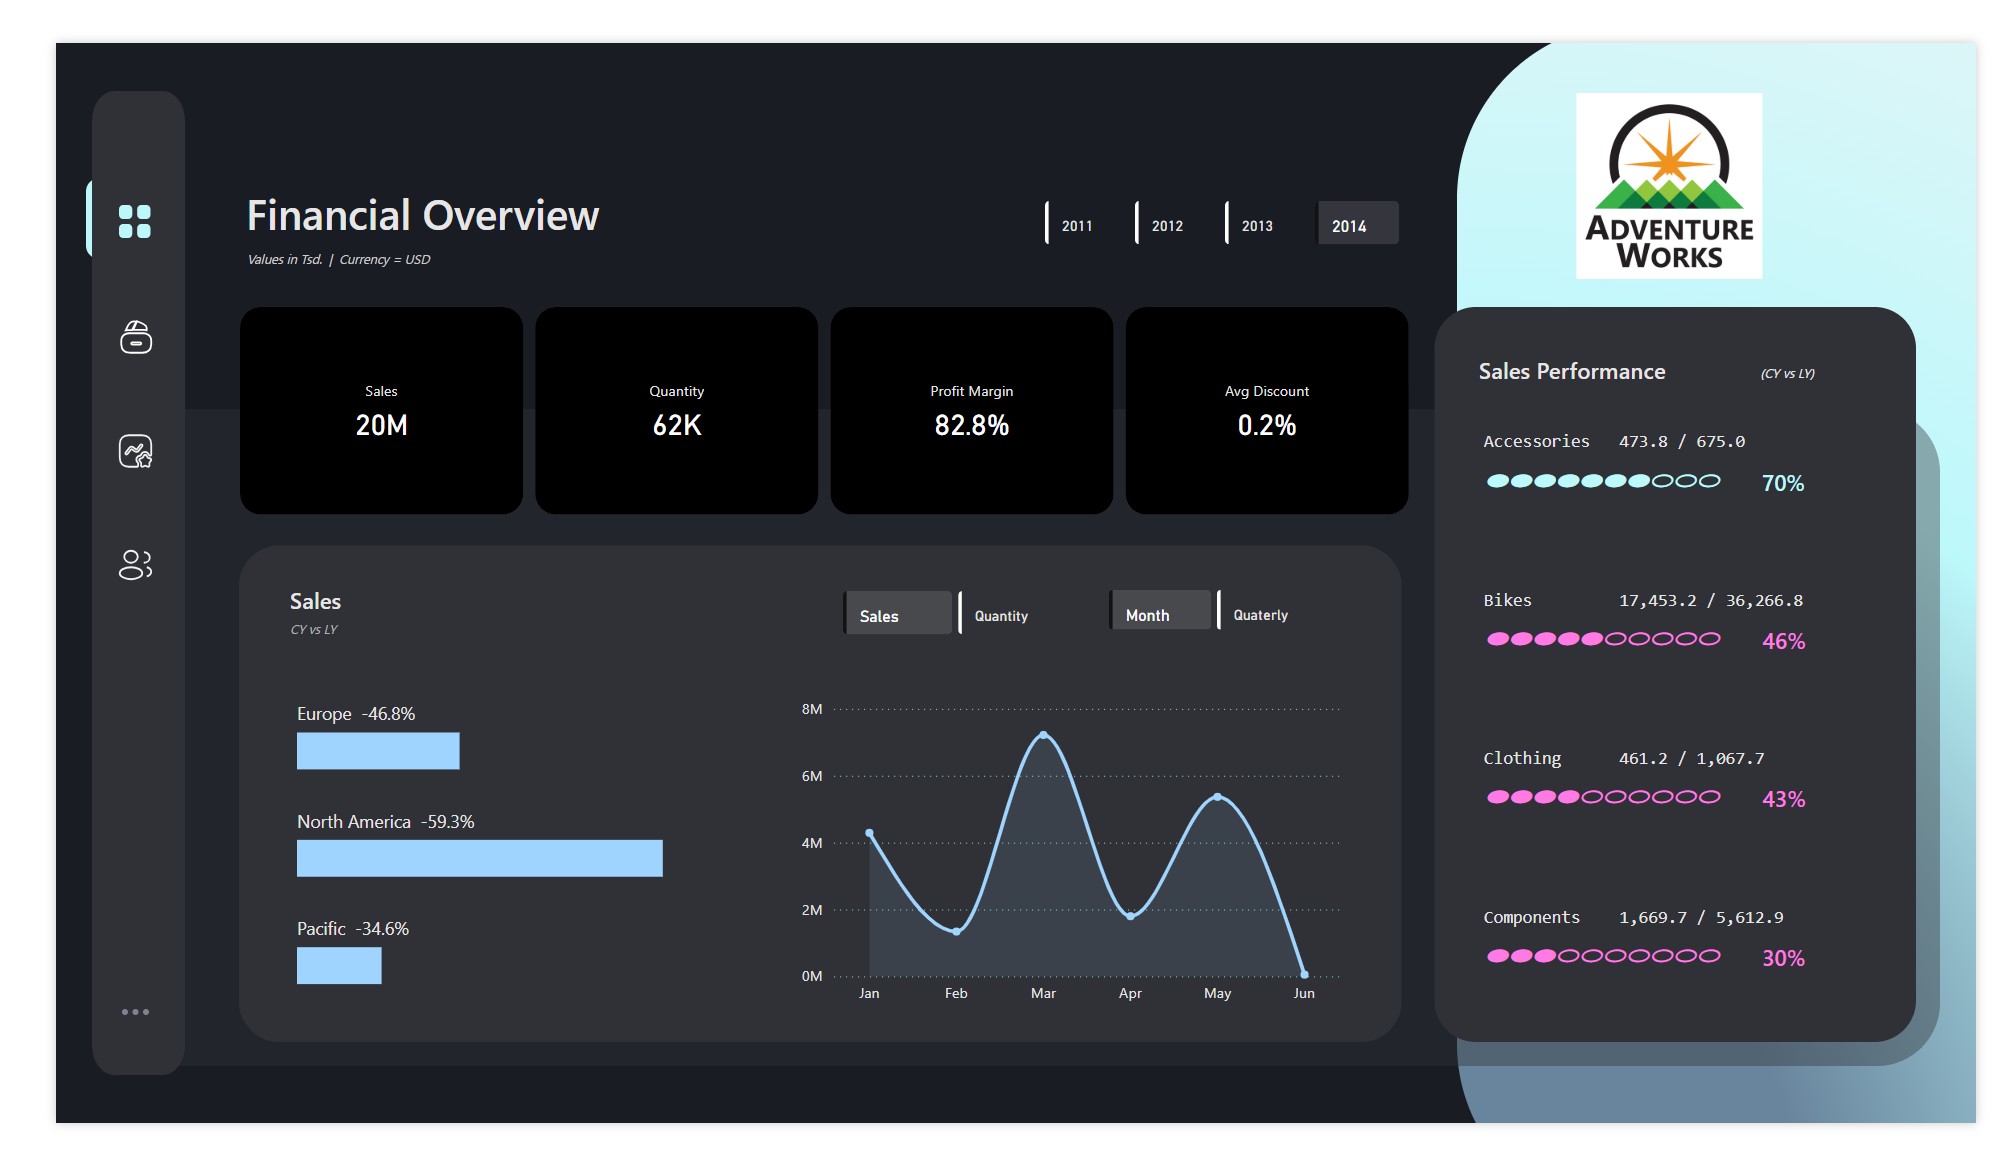 ADVENTURE
WORKS
Financial Overview
Values in Tsd. | Currency = USD
2011
2012
2013
2014
Sales
20M
Quantity
62K
Profit Margin
82.8%
Avg Discount
0.2%
Sales
CY vs LY
Sales
Quantity
Month
Quaterly
Europe -46.8%
North America -59.3%
Pacific -34.6%
8M
6M
4M
2M
0M
Jan Feb Mar Apr May Jun
Sales Performance (CY vs LY)
Accessories 473.8 / 675.0
70%
Bikes 17,453.2 / 36,266.8
46%
Clothing 461.2 / 1,067.7
43%
Components 1,669.7 / 5,612.9
30%